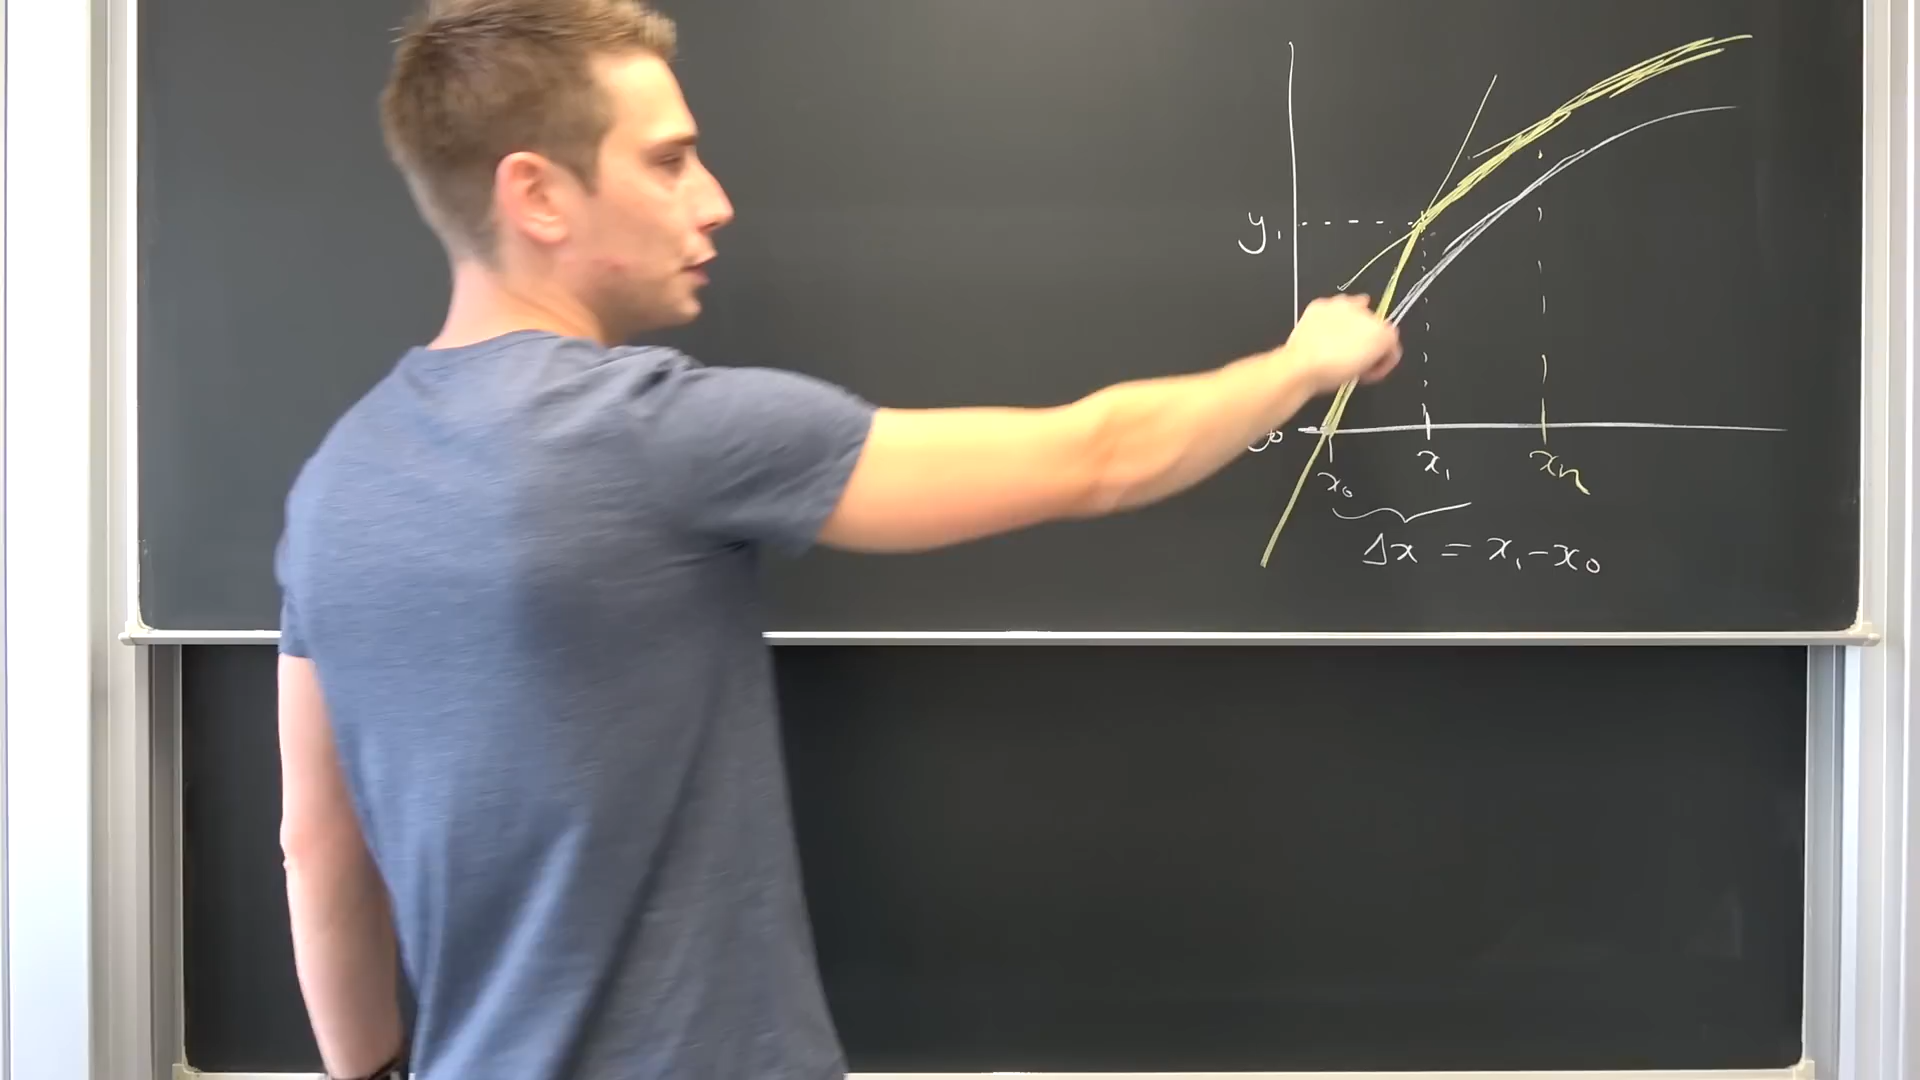 y₁
x₁
xn
x₀
Δx = x₁-x₀